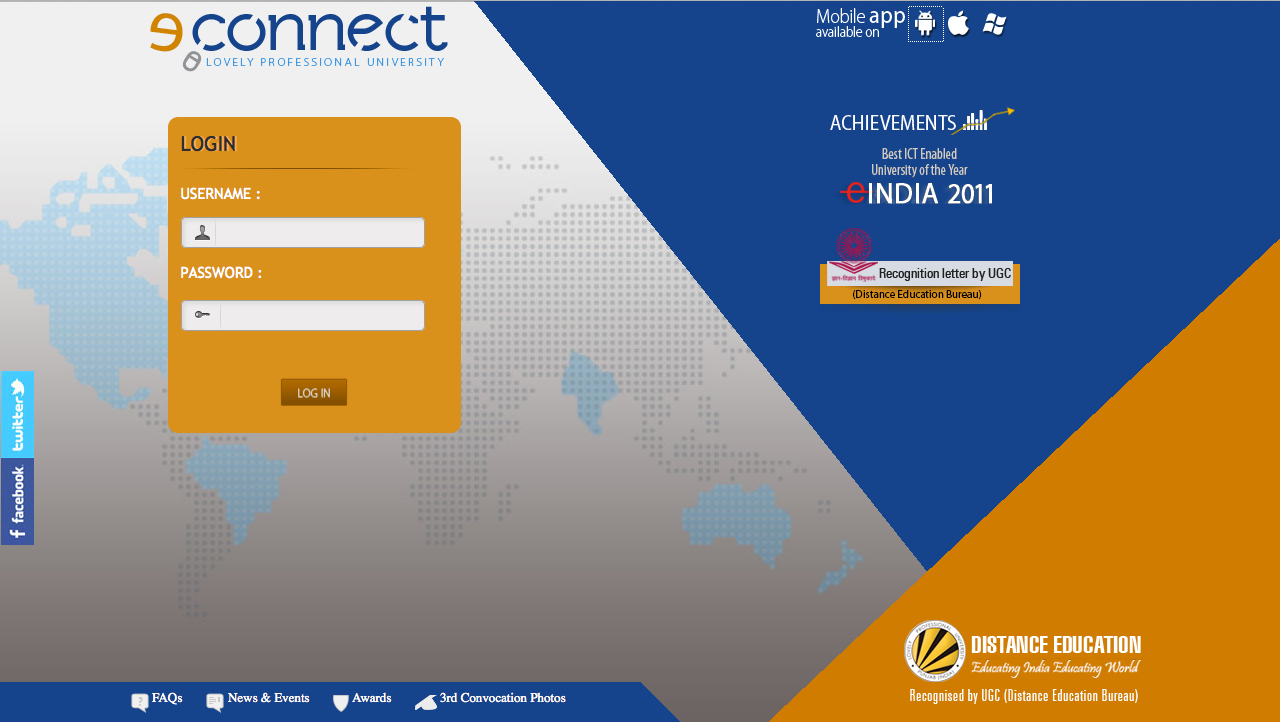 econnect
LOVELY PROFESSIONAL UNIVERSITY
Mobile app
available on
LOGIN
USERNAME :
PASSWORD :
LOG IN
ACHIEVEMENTS
Best ICT Enabled
University of the Year
eINDIA 2011
Recognition letter by UGC
(Distance Education Bureau)
twitter
facebook
DISTANCE EDUCATION
Educating India Educating World
Recognised by UGC (Distance Education Bureau)
FAQs
News & Events
Awards
3rd Convocation Photos